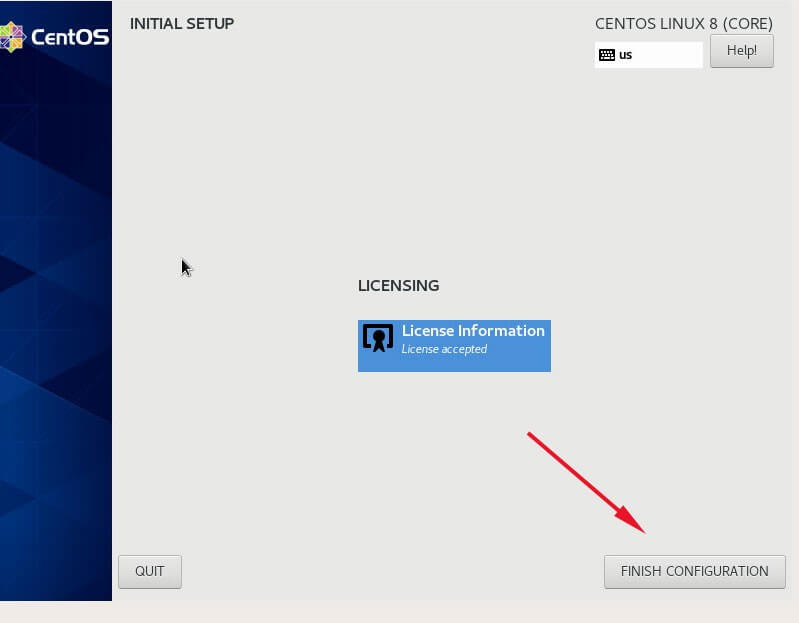 CentOS
INITIAL SETUP
CENTOS LINUX 8 (CORE)
us
Help!
LICENSING
License Information
License accepted
QUIT
FINISH CONFIGURATION